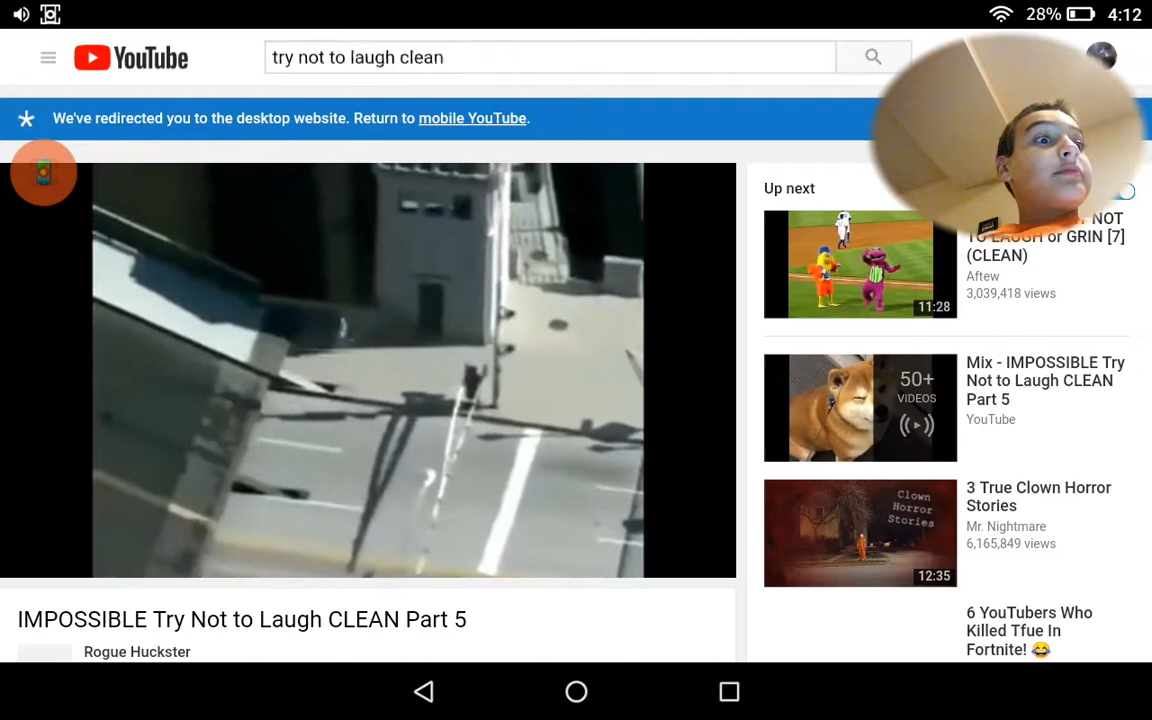 28% 4:12
YouTube
try not to laugh clean
We've redirected you to the desktop website. Return to mobile YouTube.
Up next
NOT
TO LAUGH or GRIN [7]
(CLEAN)
Aftew
3,039,418 views
11:28
50+
VIDEOS
Mix - IMPOSSIBLE Try
Not to Laugh CLEAN
Part 5
YouTube
Clown
Horror
Stories
12:35
3 True Clown Horror
Stories
Mr. Nightmare
6,165,849 views
6 YouTubers Who
Killed Tfue In
Fortnite! 😂
IMPOSSIBLE Try Not to Laugh CLEAN Part 5
Rogue Huckster